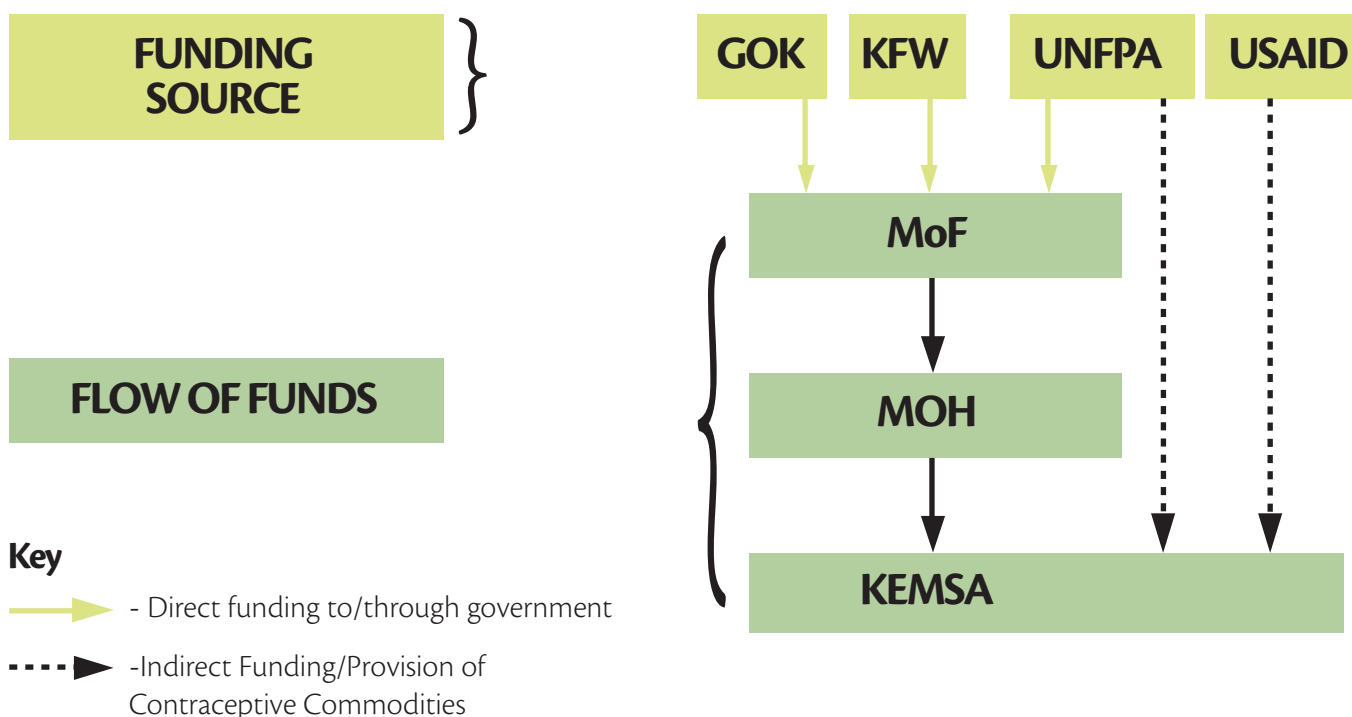 FUNDING
SOURCE
GOK
KFW
UNFPA
USAID
MoF
FLOW OF FUNDS
MOH
KEMSA
Key
- Direct funding to/through government
-Indirect Funding/Provision of
Contraceptive Commodities